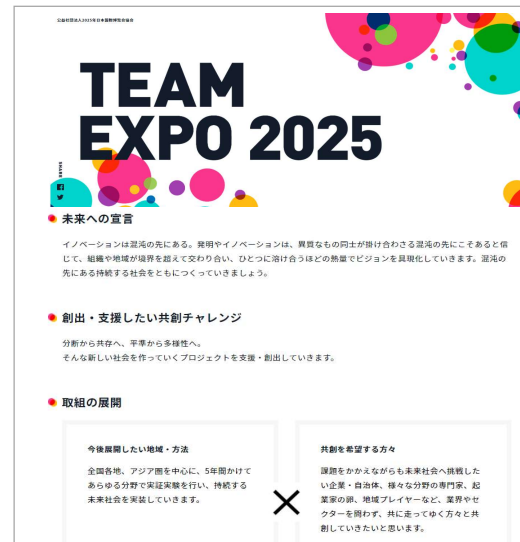 公益社団法人2025年日本国際博覧会協会
TEAM
EXPO 2025
SHARE
未来への宣言
イノベーションは混沌の先にある。発明やイノベーションは、異質なもの同士が掛け合わさる混沌の先にこそあると信
じて、組織や地域が境界を超えて交わり合い、ひとつに溶け合うほどの熱量でビジョンを具現化していきます。混沌の
先にある持続する社会をともにつくっていきましょう。
創出・支援したい共創チャレンジ
分断から共存へ、平準から多様性へ。
そんな新しい社会を作っていくプロジェクトを支援・創出していきます。
取組の展開
今後展開したい地域・方法
全国各地、アジア圏を中心に、5年間かけて
あらゆる分野で実証実験を行い、持続する
未来社会を実装していきます。
共創を希望する方々
課題をかかえながらも未来社会へ挑戦した
い企業・自治体、様々な分野の専門家、起
業家の卵、地域プレイヤーなど、業界やセ
クターを問わず、共に走ってゆく方々と共
創していきたいと思います。